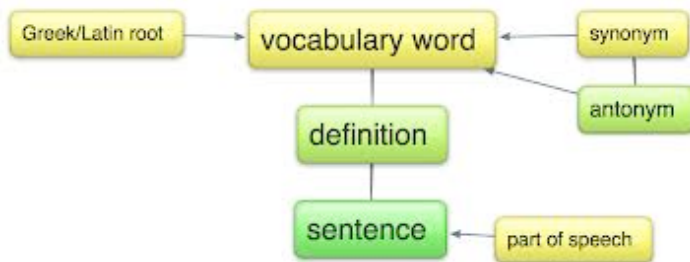 Greek/Latin root
vocabulary word
synonym
antonym
definition
sentence
part of speech